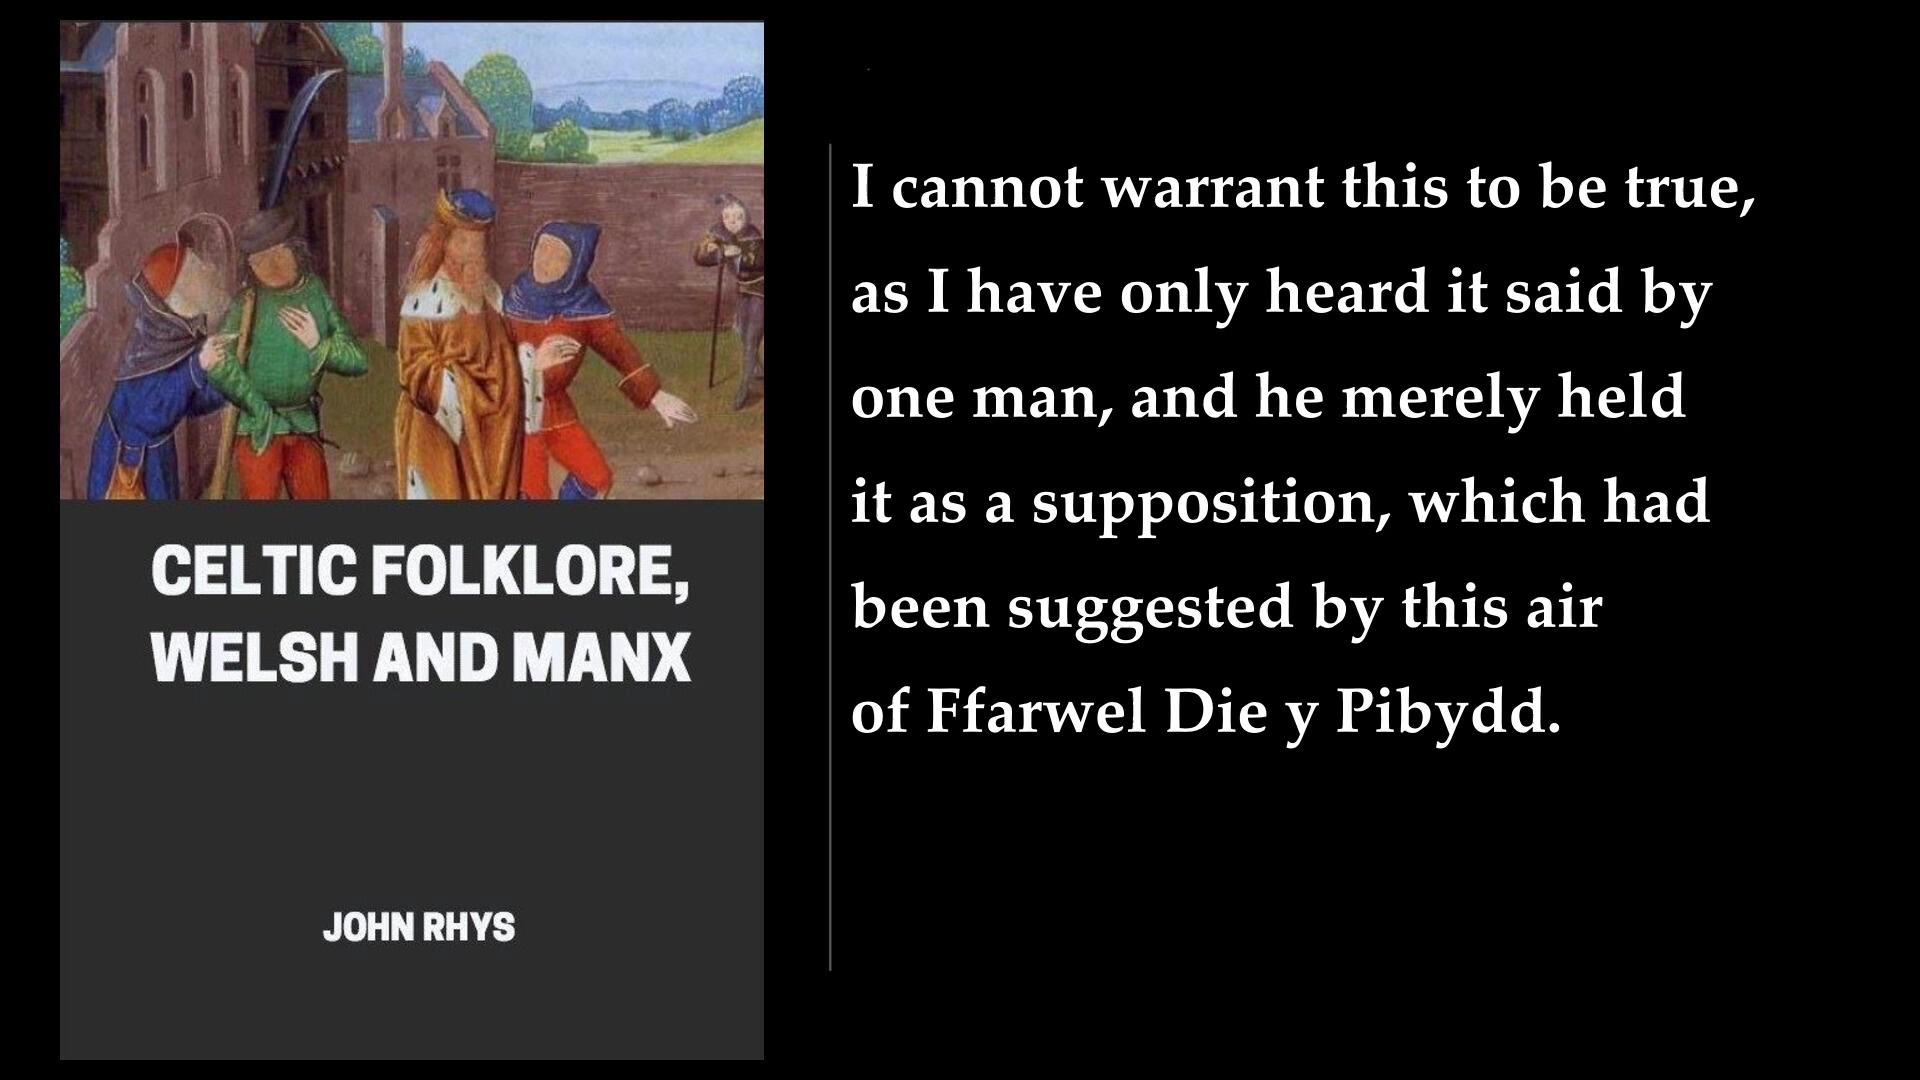 CELTIC FOLKLORE,
WELSH AND MANX
JOHN RHYS
I cannot warrant this to be true,
as I have only heard it said by
one man, and he merely held
it as a supposition, which had
been suggested by this air
of Ffarwel Die y Pibydd.